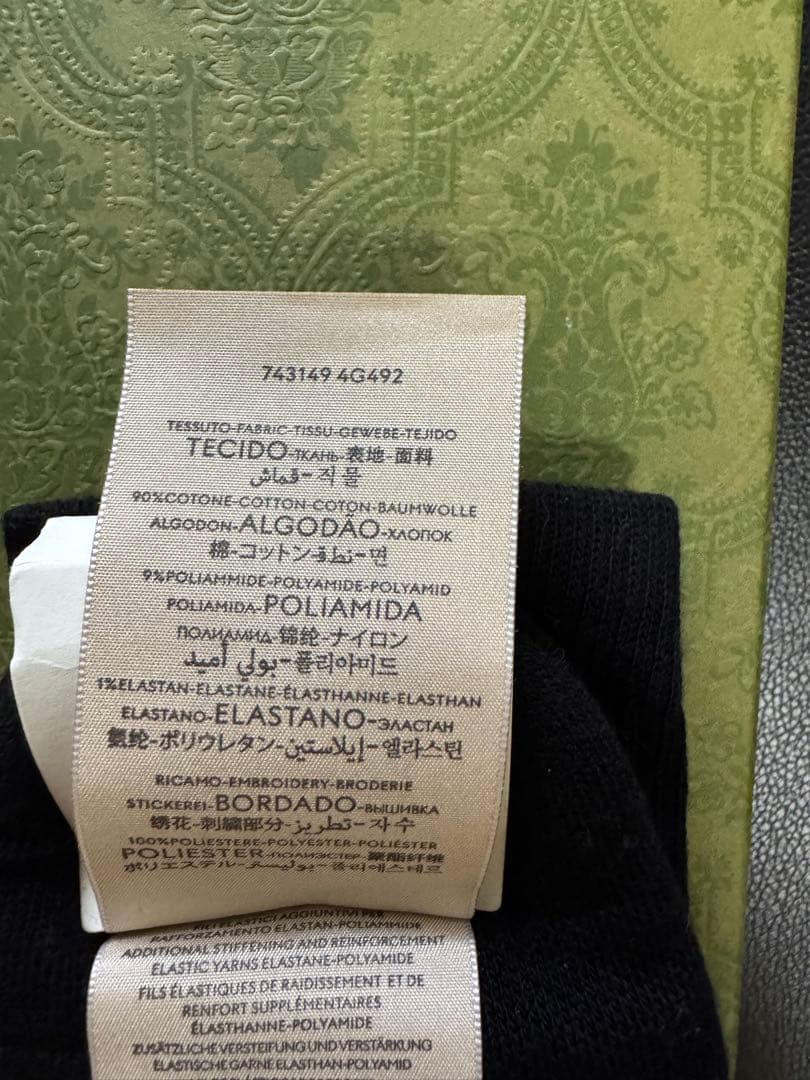 743149 4G492
TESSUTO-FABRIC-TISSU-GEWEBE-TEJIDO
TECIDO-ТКАНЬ-表地-面料
قماش-직물
90%COTONE-COTTON-COTON-BAUMWOLLE
ALGODON-ALGODÃO-ХЛОПОК
棉-コットン-قطن-면
9%POLIAMMIDE-POLYAMIDE-POLYAMID
POLIAMIDA-POLIAMIDA
ПОЛИАМИД-锦纶-ナイロン
بولي أميد-폴리아미드
1%ELASTAN-ELASTANE-ÉLASTHANNE-ELASTHAN
ELASTANO-ELASTANO-ЭЛАСТАН
氨纶-ポリウレタン-إيلاستين-엘라스틴
RICAMO-EMBROIDERY-BRODERIE
STICKEREI-BORDADO-ВЫШИВКА
绣花-刺繍部分-تطريز-자수
100%POLIESTERE-POLYESTER-POLIÉSTER
POLIESTER-ПОЛИЭСТЕР-聚酯纤维
ポリエステル-بوليستر-폴리에스테르
FILI ELASTICI AGGIUNTIVI PER
RAFFORZAMENTO ELASTAN-POLIAMMIDE
ADDITIONAL STIFFENING AND REINFORCEMENT
ELASTIC YARNS ELASTANE-POLYAMIDE
FILS ÉLASTIQUES DE RAIDISSEMENT ET DE
RENFORT SUPPLÉMENTAIRES
ÉLASTHANNE-POLYAMIDE
ZUSÄTZLICHE VERSTEIFUNG UND VERSTÄRKUNG
ELASTISCHE GARNE ELASTHAN-POLYAMID